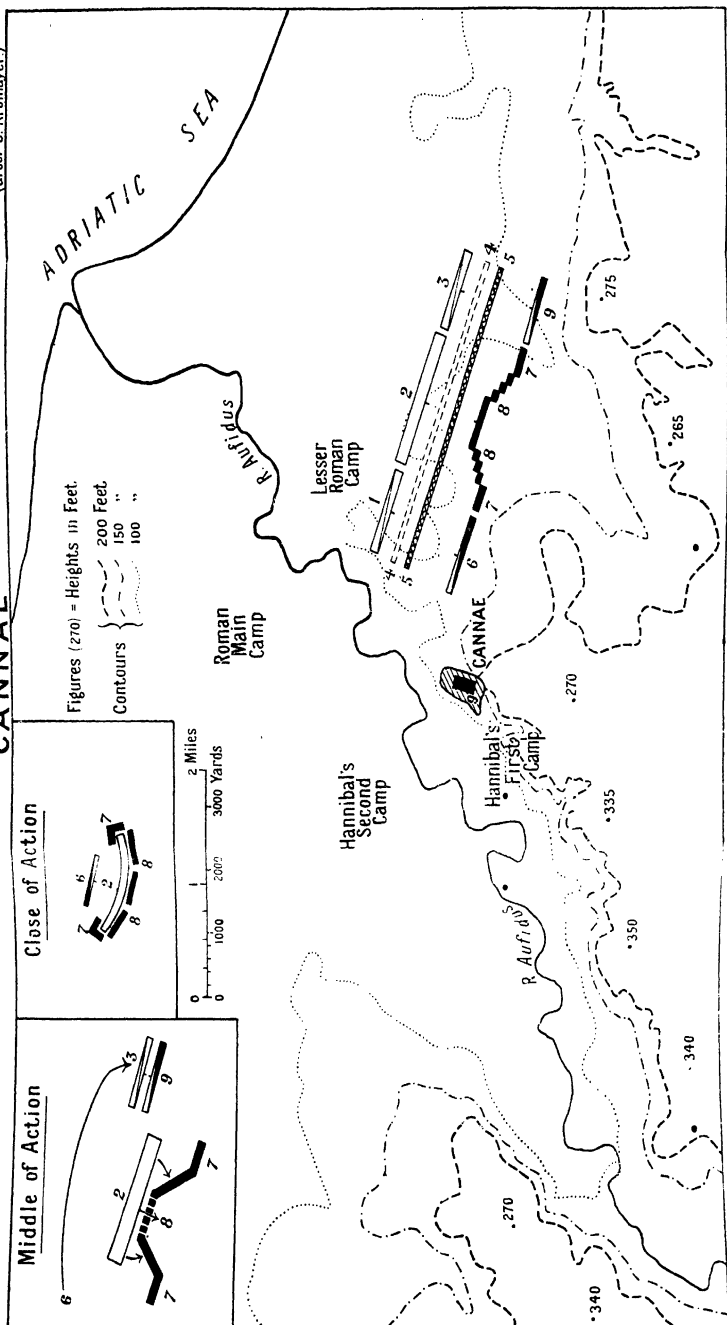 (after J. Kromayer.)
CANNAE
Middle of Action
6
3
9
2
8
7
7
Close of Action
7
6
2
7
8
8
0 1 2 Miles
0 1000 2000 3000 Yards
Figures (270) = Heights in Feet.
Contours
200 Feet
150 "
100 "
ADRIATIC SEA
R. Aufidus
Roman
Main
Camp
Lesser
Roman
Camp
Hannibal's
Second
Camp
1
2
3
4
4
5
5
6
7
8
8
7
9
CANNAE
9
Hannibal's
First
Camp
R Aufidus
270
340
340
350
335
270
265
275